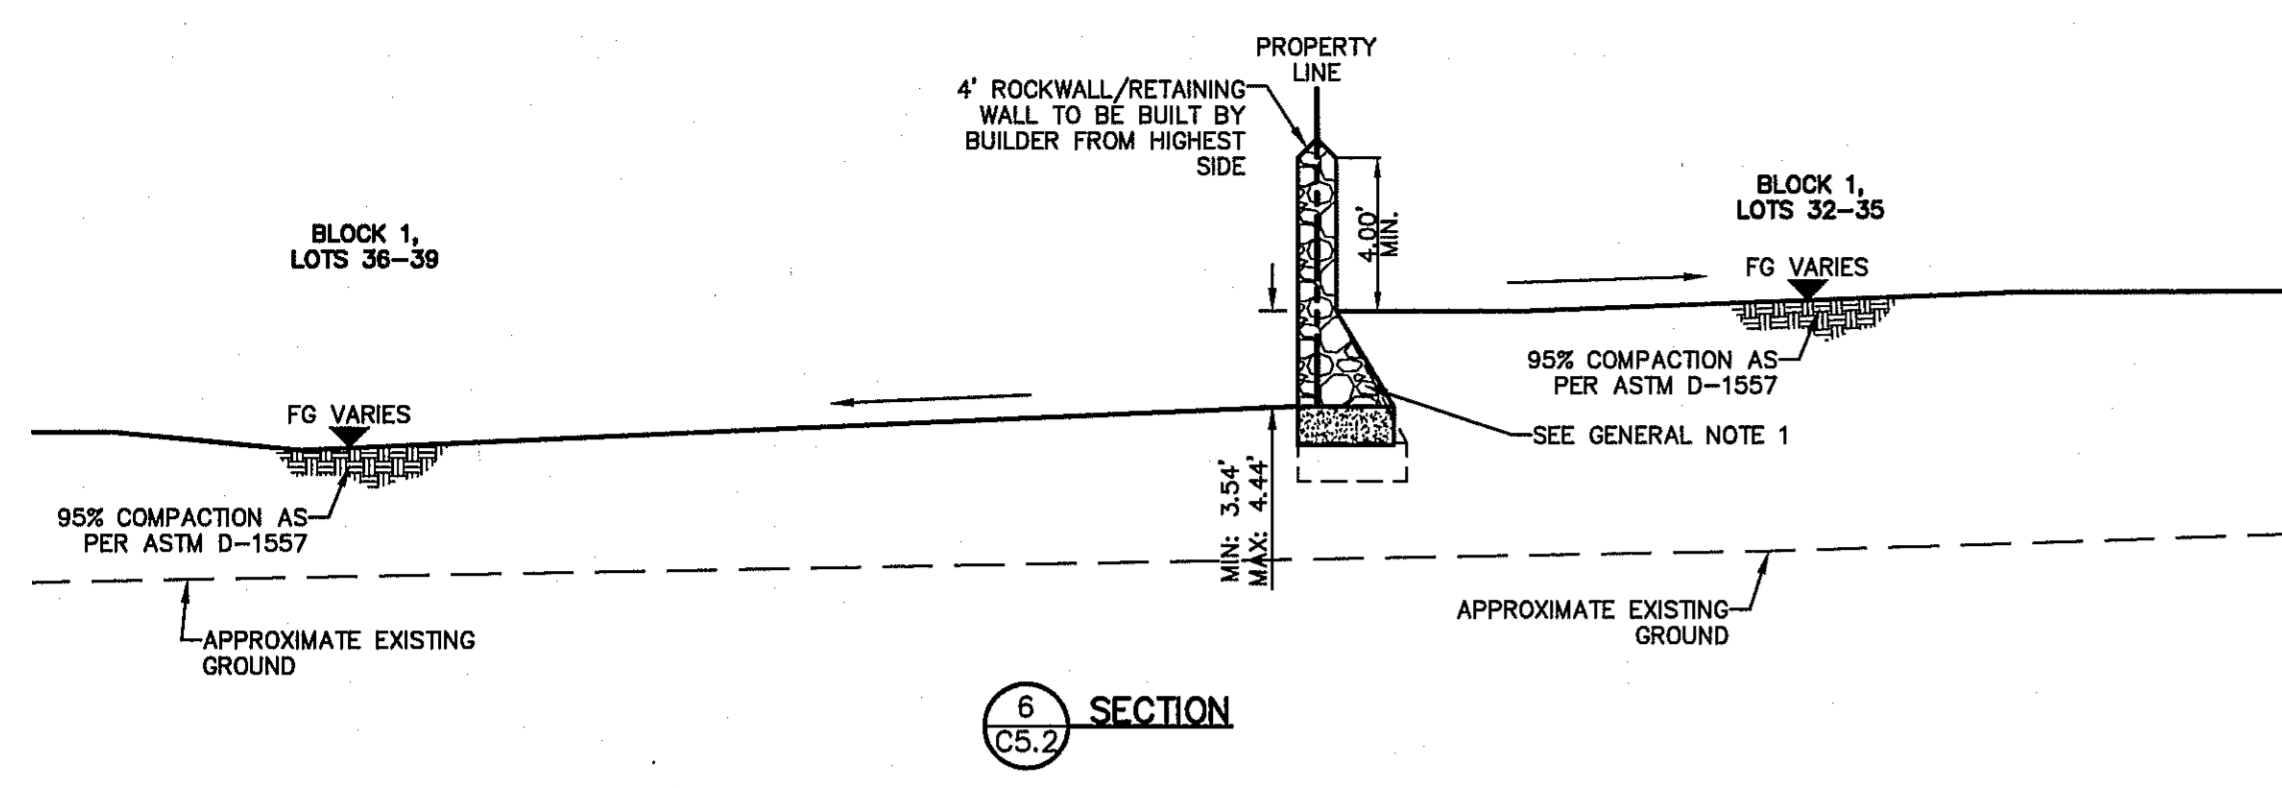 PROPERTY
LINE
4' ROCKWALL/RETAINING
WALL TO BE BUILT BY
BUILDER FROM HIGHEST
SIDE
BLOCK 1,
LOTS 36-39
4.00'
MIN.
BLOCK 1,
LOTS 32-35
FG VARIES
95% COMPACTION AS
PER ASTM D-1557
FG VARIES
SEE GENERAL NOTE 1
MIN: 3.54'
MAX: 4.44'
95% COMPACTION AS
PER ASTM D-1557
APPROXIMATE EXISTING
GROUND
APPROXIMATE EXISTING
GROUND
6
C5.2
SECTION